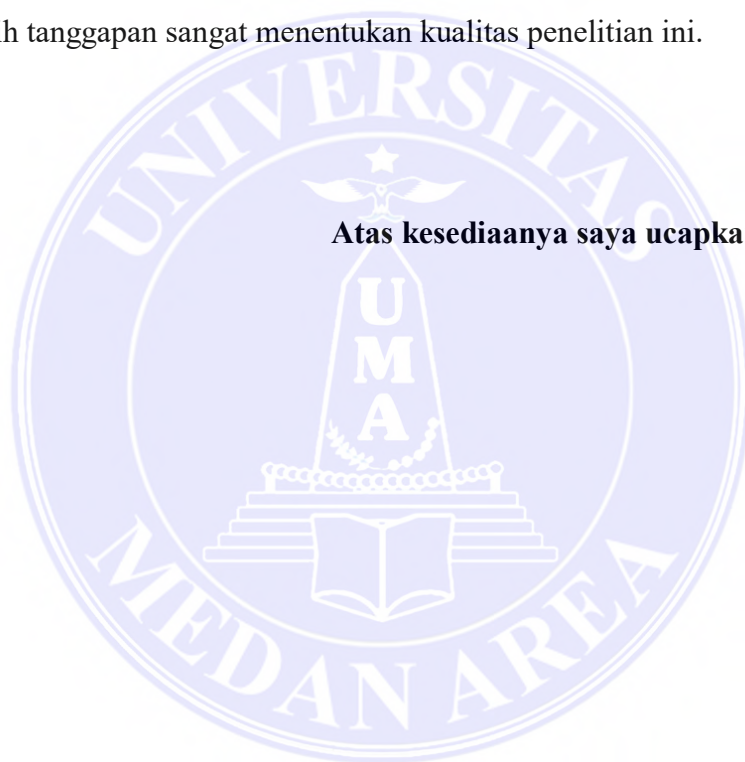 h tanggapan sangat menentukan kualitas penelitian ini.
UNIVERSITAS
Atas kesediaanya saya ucapka
U
M
A
MEDAN AREA